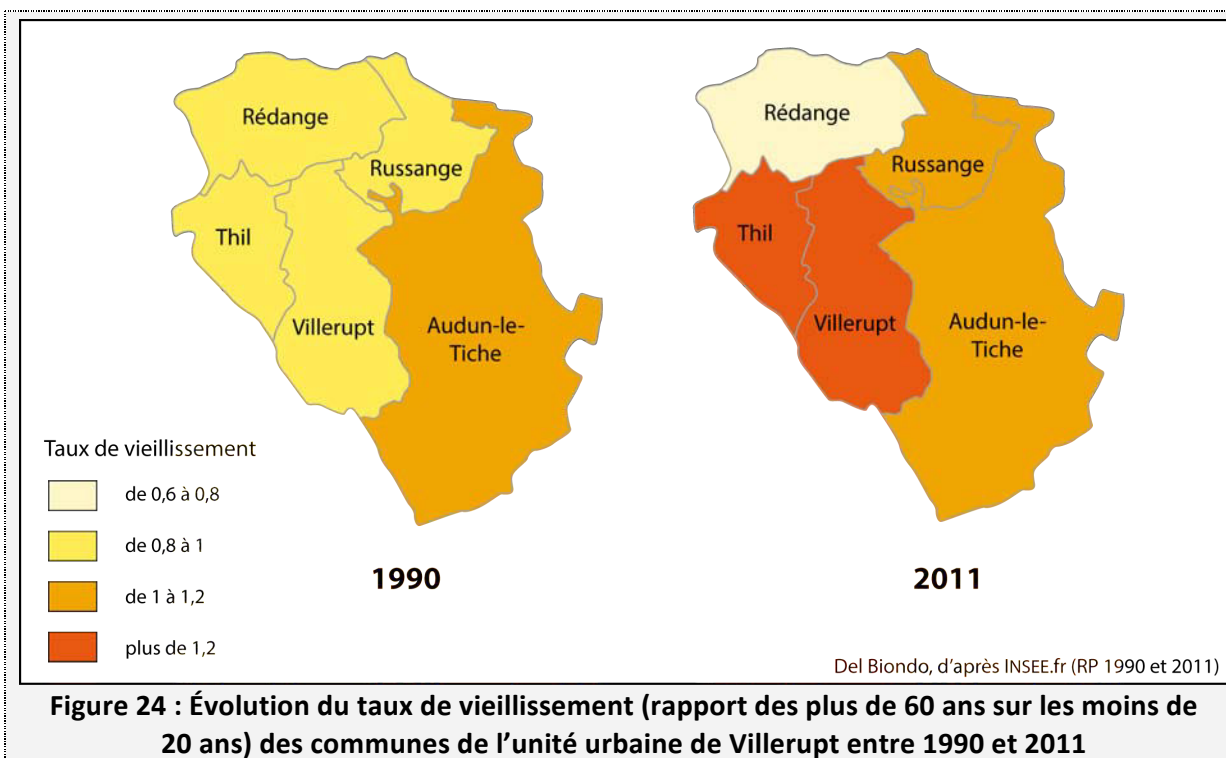 Rédange
Russange
Thil
Villerupt
Audun-le-
Tiche
Rédange
Russange
Thil
Villerupt
Audun-le-
Tiche
Taux de vieillissement
de 0,6 à 0,8
de 0,8 à 1
de 1 à 1,2
plus de 1,2
1990
2011
Del Biondo, d'après INSEE.fr (RP 1990 et 2011)
Figure 24 : Évolution du taux de vieillissement (rapport des plus de 60 ans sur les moins de
20 ans) des communes de l’unité urbaine de Villerupt entre 1990 et 2011